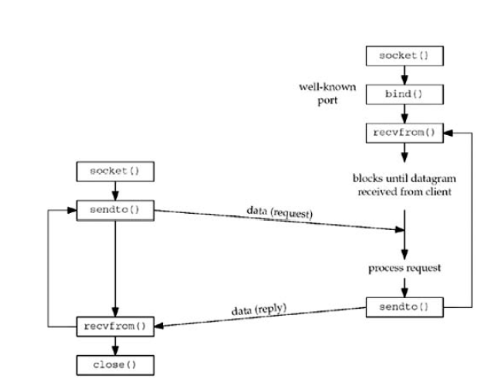 socket()
well-known
port
bind()
recvfrom()
blocks until datagram
received from client
socket()
sendto()
data (request)
process request
sendto()
data (reply)
recvfrom()
close()